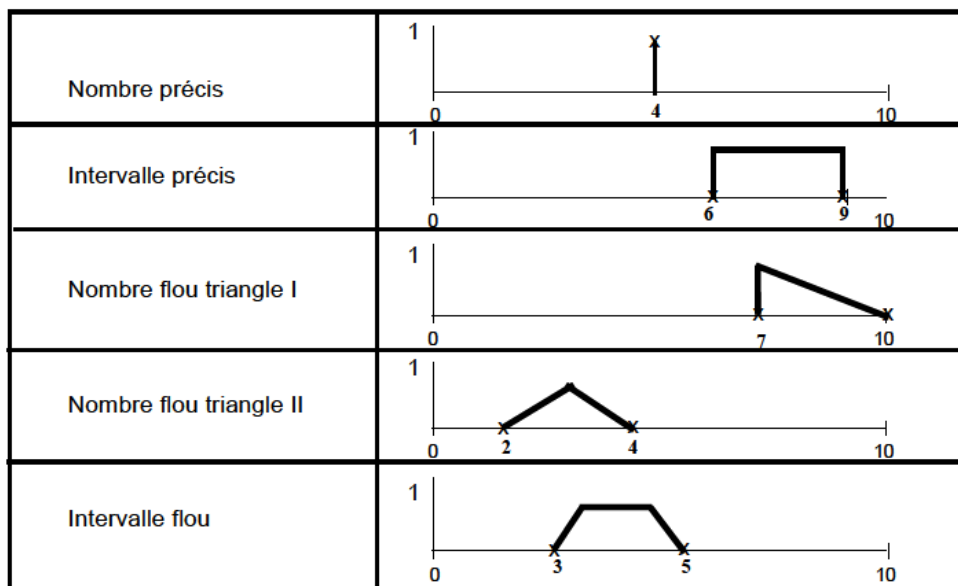 Nombre précis
1
x
0
4
10
Intervalle précis
1
x x
0
6
9
10
Nombre flou triangle I
1
x x
0
7
10
Nombre flou triangle II
1
x x
0
2
4
10
Intervalle flou
1
x x
0
3
5
10